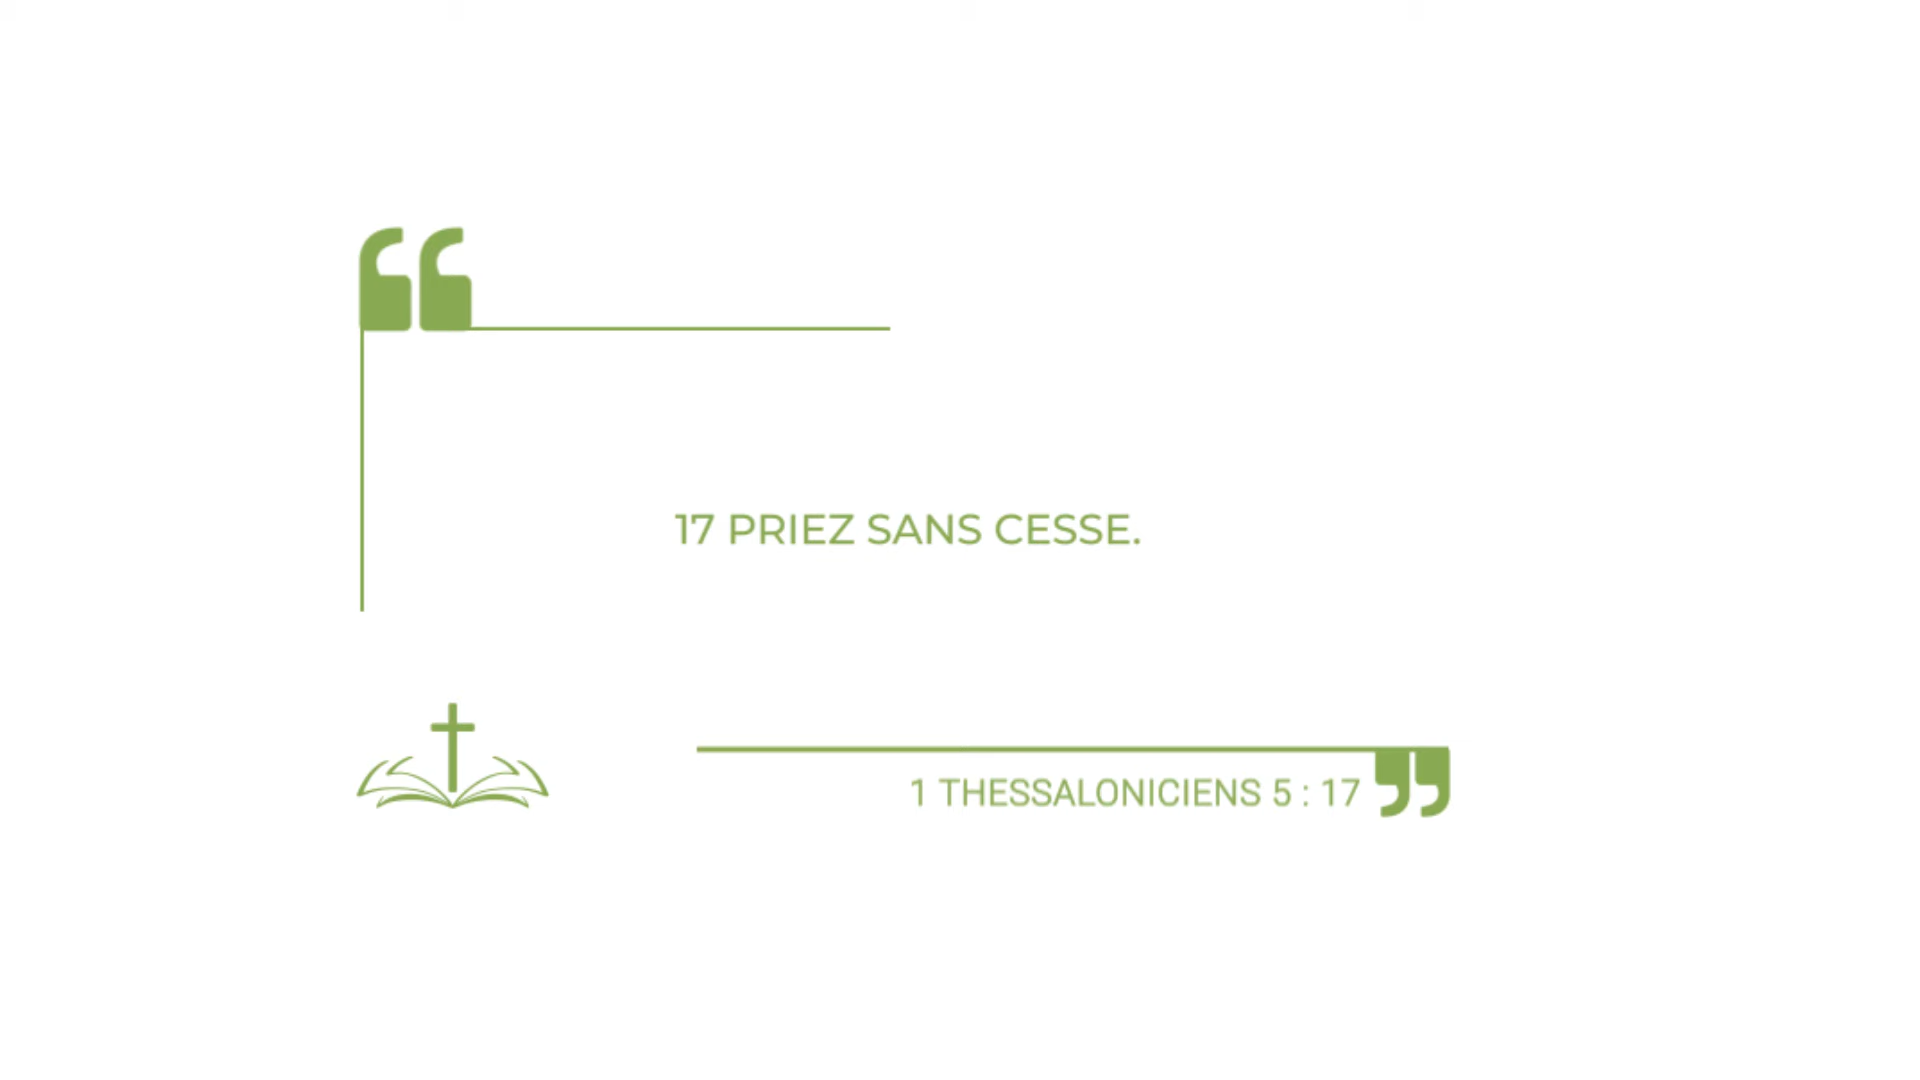 17 PRIEZ SANS CESSE.
1 THESSALONICIENS 5 : 17